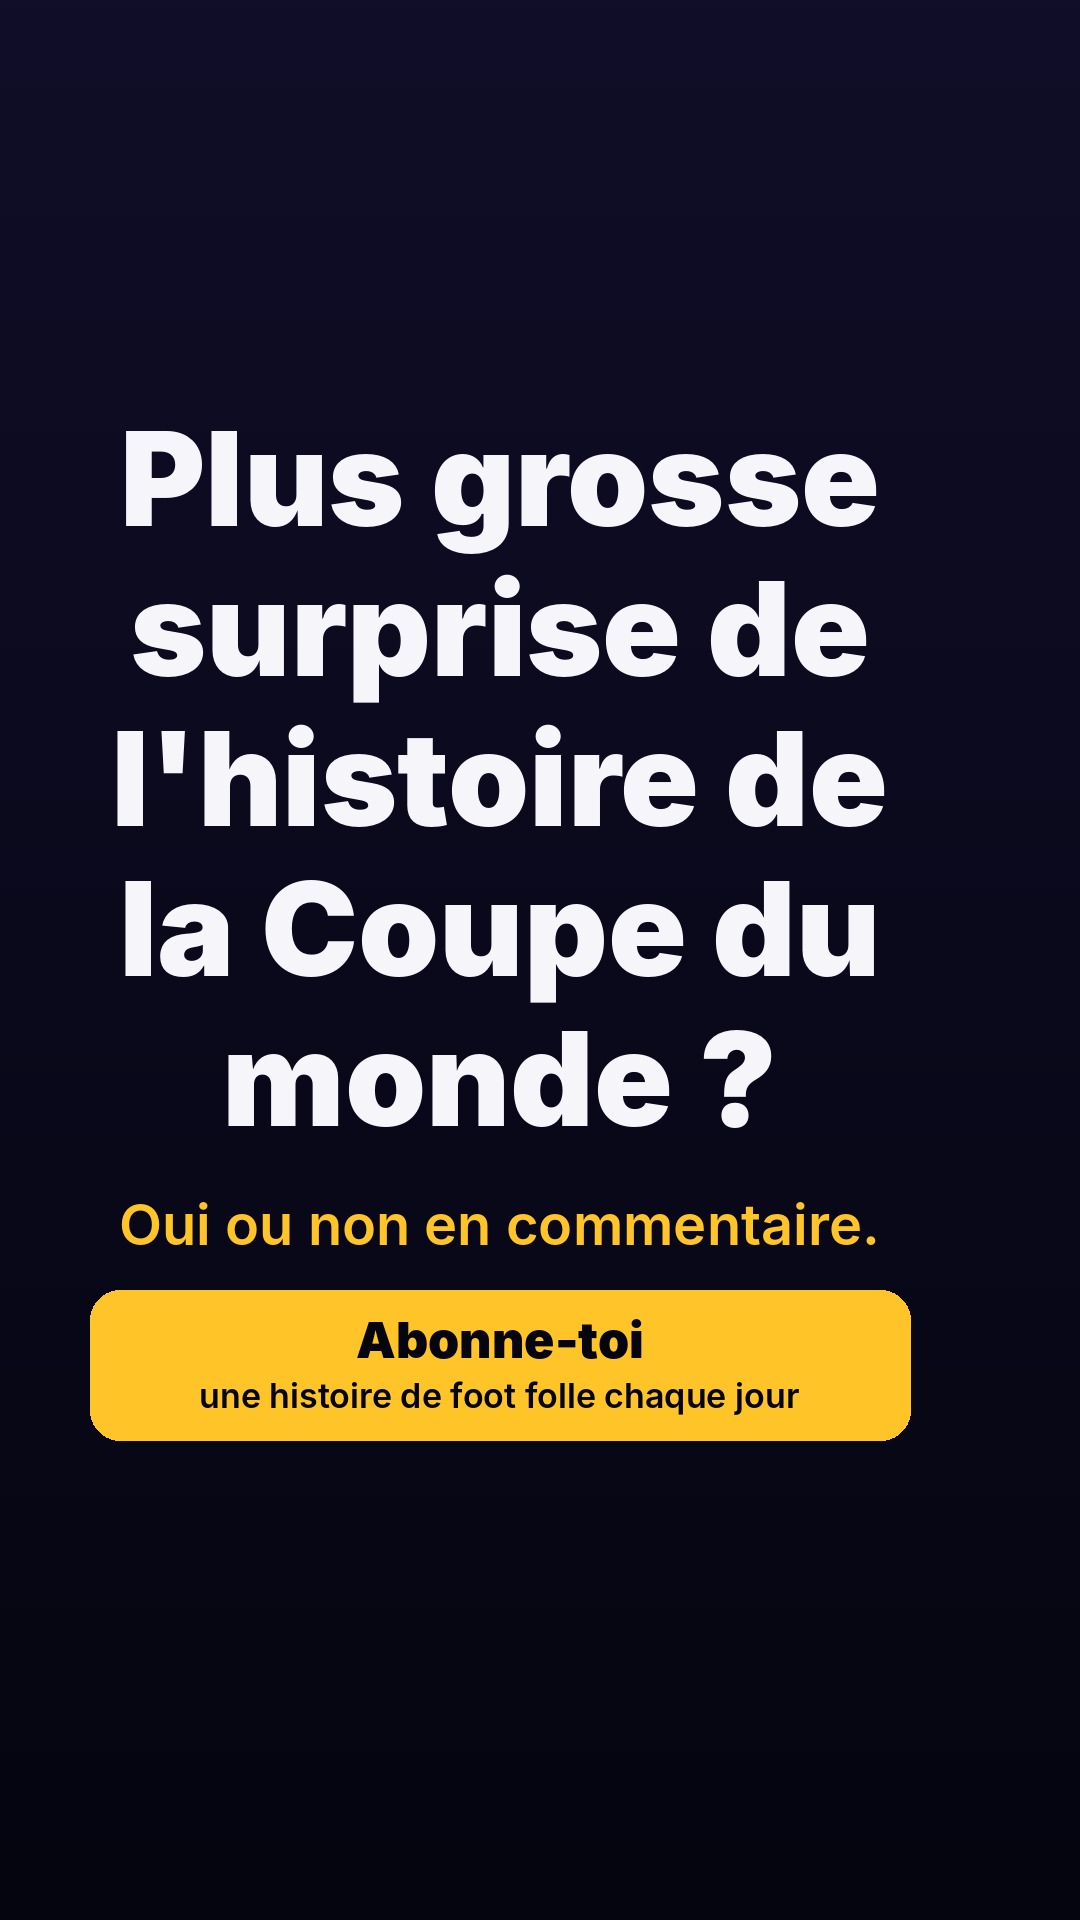 Plus grosse
surprise de
l'histoire de
la Coupe du
monde ?
Oui ou non en commentaire.
Abonne-toi
une histoire de foot folle chaque jour